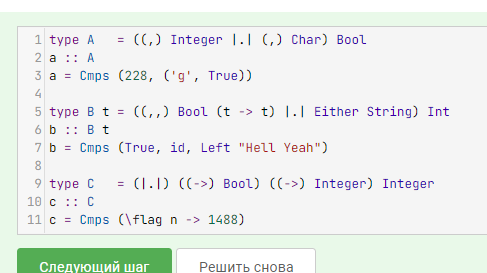 1 type A   = ((,) Integer |.| (,) Char) Bool
2 a :: A
3 a = Cmps (228, ('g', True))
4
5 type B t = ((,,) Bool (t -> t) |.| Either String) Int
6 b :: B t
7 b = Cmps (True, id, Left "Hell Yeah")
8
9 type C   = (|.|) ((->) Bool) ((->) Integer) Integer
10 c :: C
11 c = Cmps (\flag n -> 1488)
Следующий шаг Решить снова